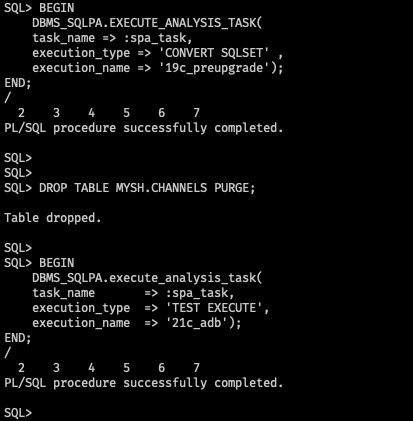 SQL> BEGIN
    DBMS_SQLPA.EXECUTE_ANALYSIS_TASK(
    task_name => :spa_task,
    execution_type => 'CONVERT SQLSET' ,
    execution_name => '19c_preupgrade');
END;
/
  2    3    4    5    6    7
PL/SQL procedure successfully completed.
SQL>
SQL>
SQL> DROP TABLE MYSH.CHANNELS PURGE;
Table dropped.
SQL>
SQL> BEGIN
    DBMS_SQLPA.execute_analysis_task(
    task_name       => :spa_task,
    execution_type  => 'TEST EXECUTE',
    execution_name  => '21c_adb');
END;
/
  2    3    4    5    6    7
PL/SQL procedure successfully completed.
SQL>